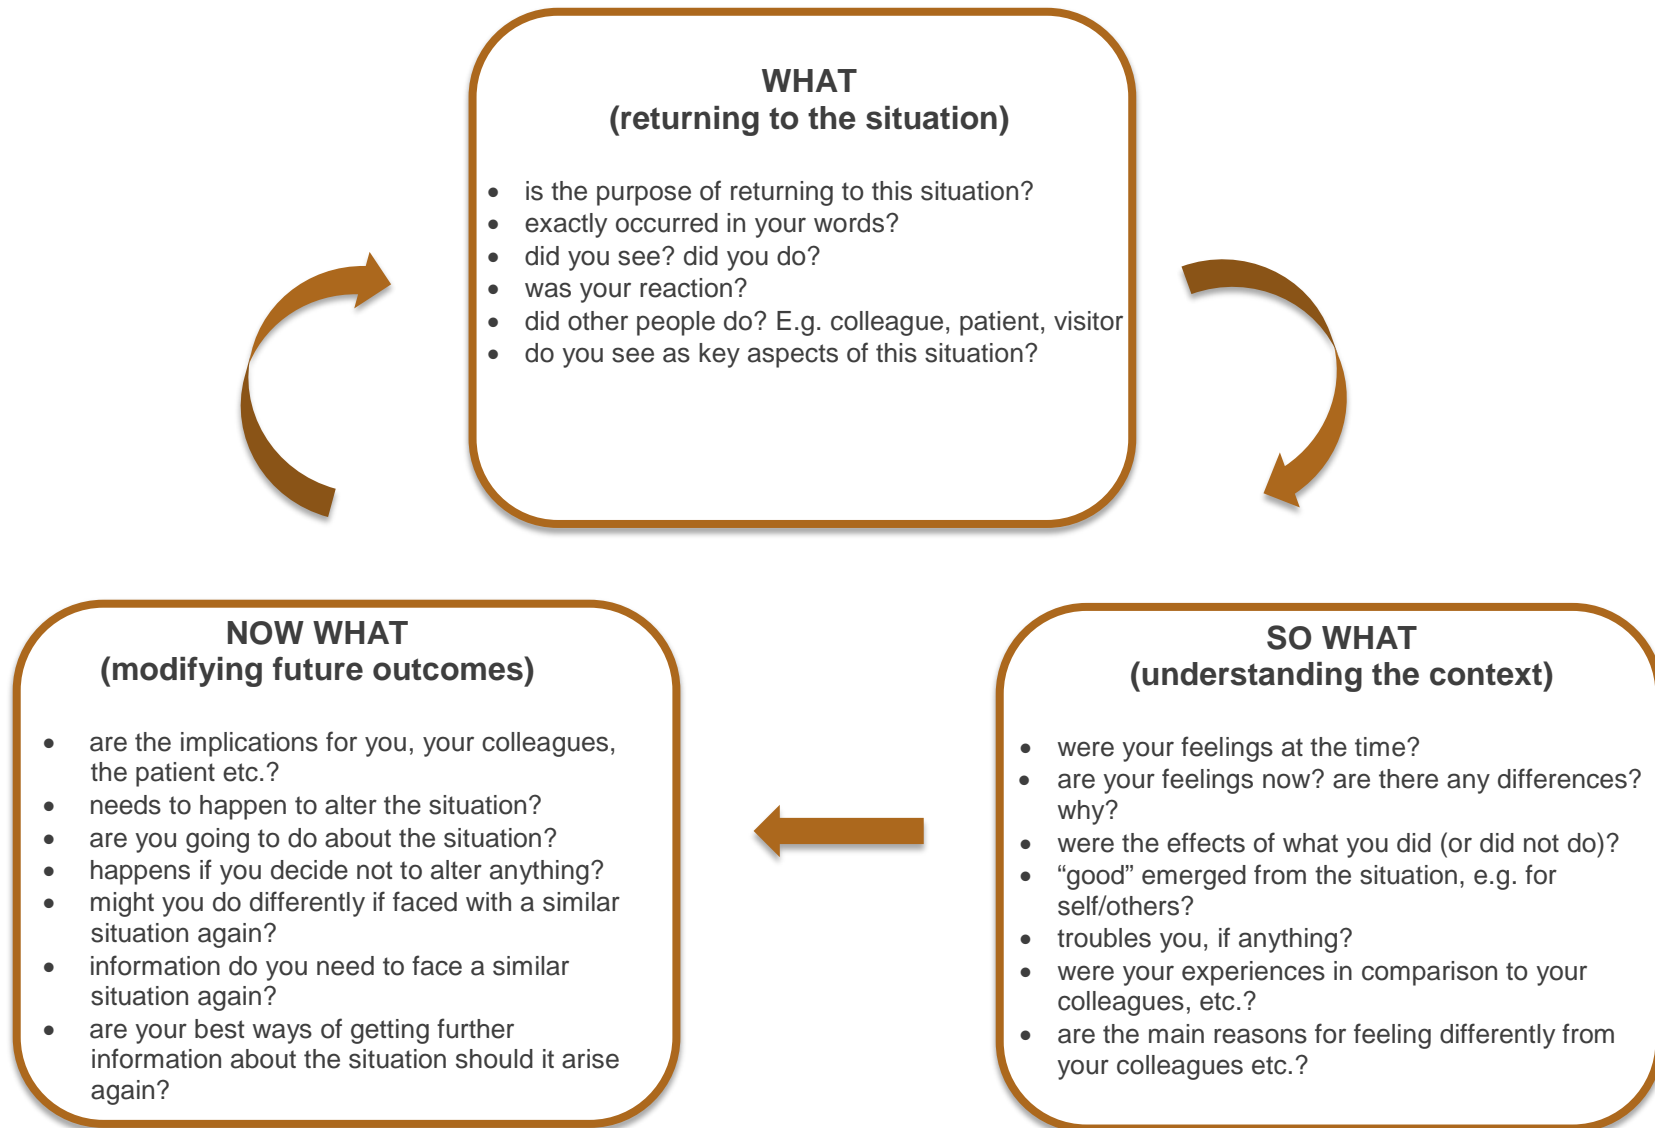 WHAT
(returning to the situation)
• is the purpose of returning to this situation?
• exactly occurred in your words?
• did you see? did you do?
• was your reaction?
• did other people do? E.g. colleague, patient, visitor
• do you see as key aspects of this situation?
SO WHAT
(understanding the context)
• were your feelings at the time?
• are your feelings now? are there any differences?
why?
• were the effects of what you did (or did not do)?
• “good” emerged from the situation, e.g. for
self/others?
• troubles you, if anything?
• were your experiences in comparison to your
colleagues, etc.?
• are the main reasons for feeling differently from
your colleagues etc.?
NOW WHAT
(modifying future outcomes)
• are the implications for you, your colleagues,
the patient etc.?
• needs to happen to alter the situation?
• are you going to do about the situation?
• happens if you decide not to alter anything?
• might you do differently if faced with a similar
situation again?
• information do you need to face a similar
situation again?
• are your best ways of getting further
information about the situation should it arise
again?